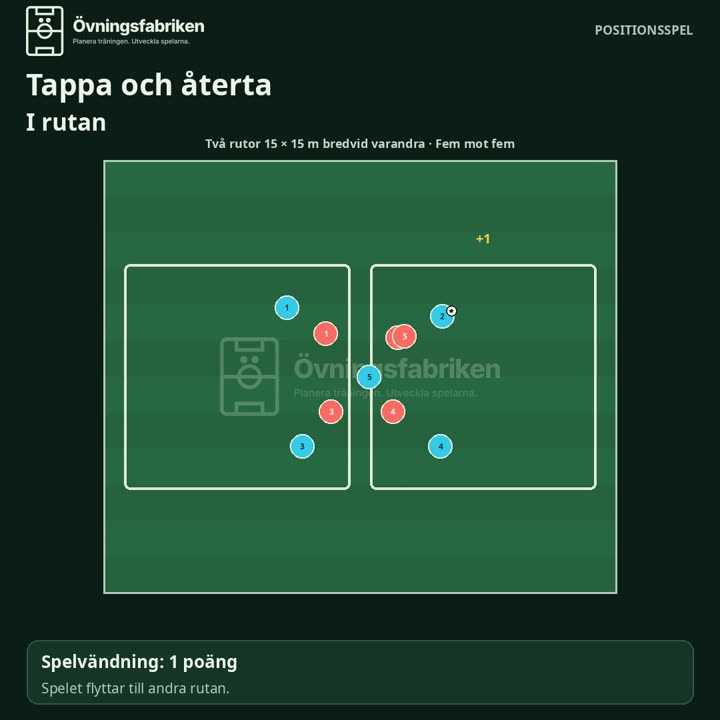 Övningsfabriken
Planera träningen. Utveckla spelarna.
POSITIONSSPEL
Tappa och återta
I rutan
Två rutor 15 × 15 m bredvid varandra · Fem mot fem
+1
1
2
1
5
Övningsfabriken
5
Planera träningen. Utveckla spelarna.
3
4
3
4
Spelvändning: 1 poäng
Spelet flyttar till andra rutan.